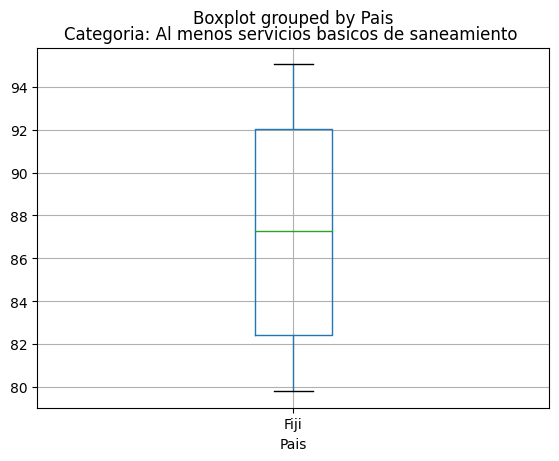 Boxplot grouped by Pais
Categoria: Al menos servicios basicos de saneamiento
94
92
90
88
86
84
82
80
Fiji
Pais